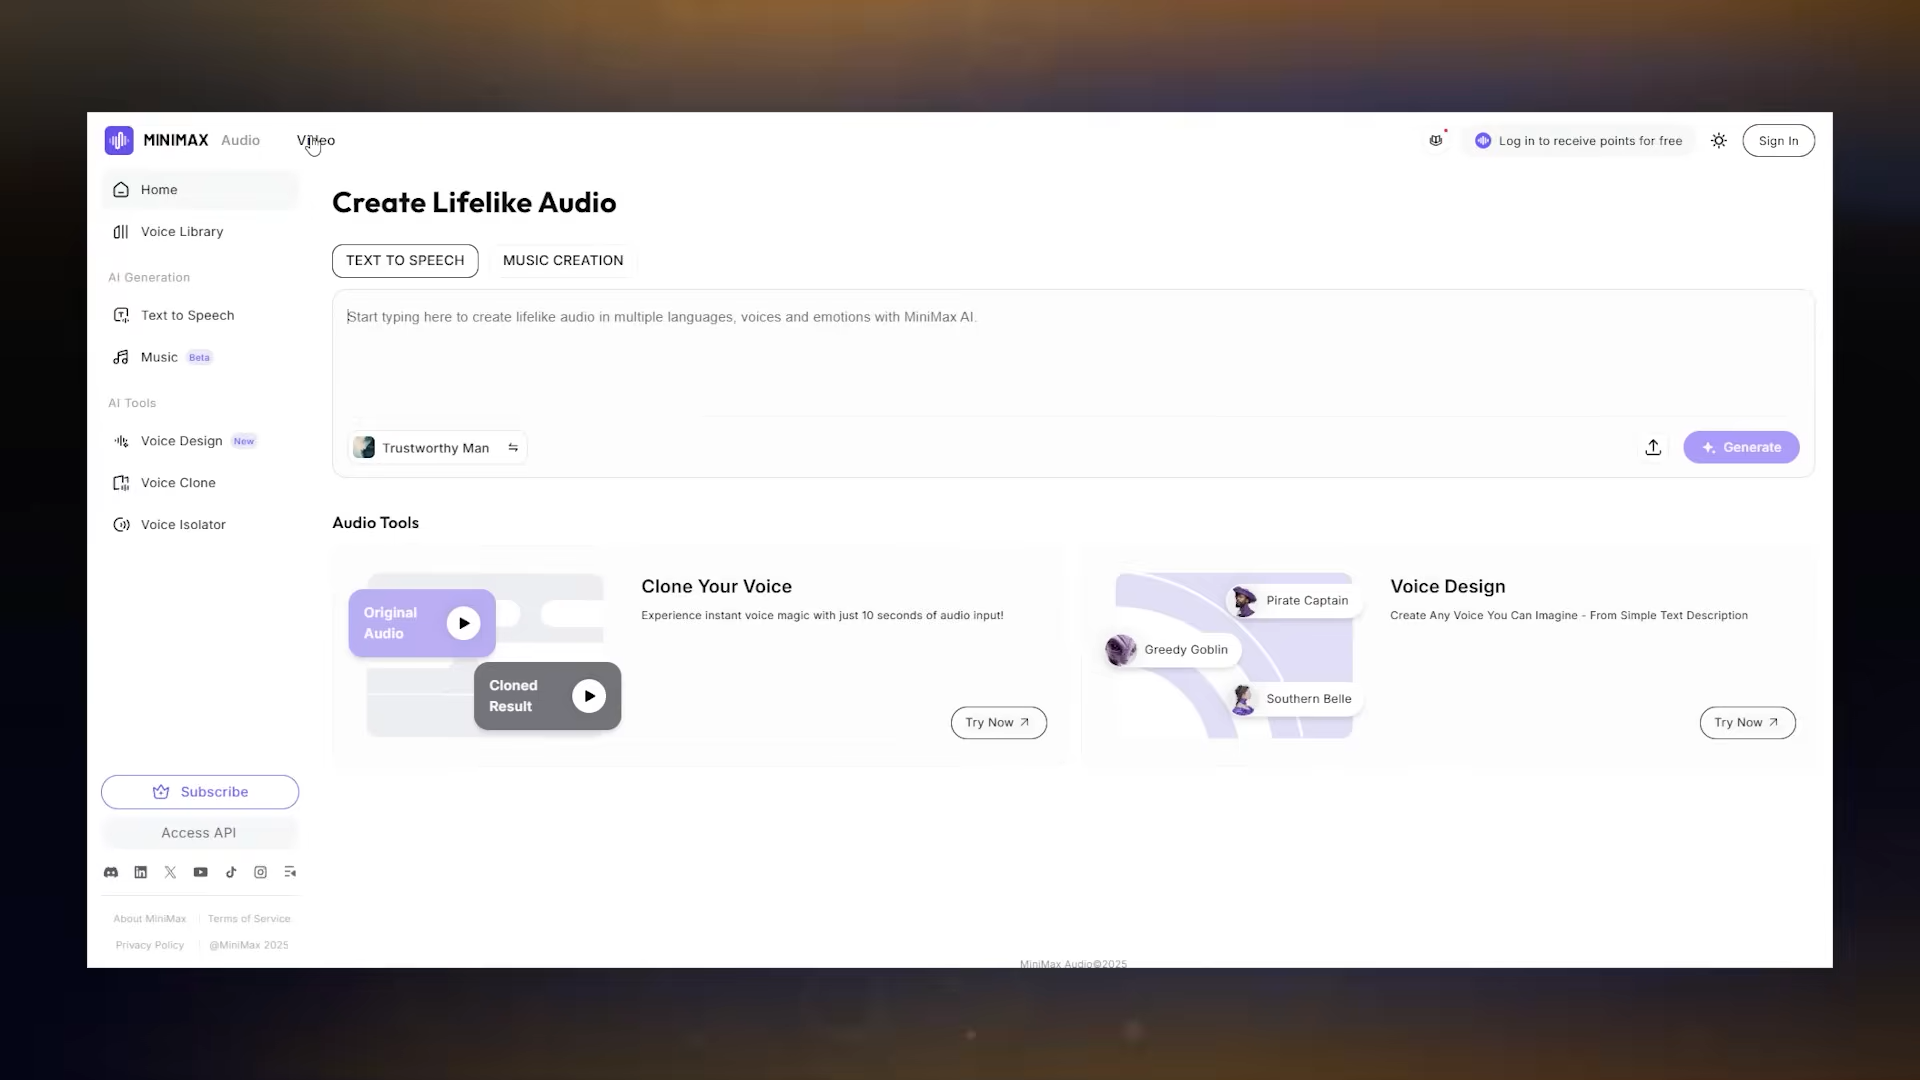 MINIMAX Audio
Video
Log in to receive points for free
Sign In
Home
Voice Library
AI Generation
Text to Speech
Music Beta
AI Tools
Voice Design New
Voice Clone
Voice Isolator
Subscribe
Access API
About MiniMax
Terms of Service
Privacy Policy
@MiniMax 2025
Create Lifelike Audio
TEXT TO SPEECH
MUSIC CREATION
Start typing here to create lifelike audio in multiple languages, voices and emotions with MiniMax AI.
Trustworthy Man
Generate
Audio Tools
Original
Audio
Cloned
Result
Clone Your Voice
Experience instant voice magic with just 10 seconds of audio input!
Try Now
Pirate Captain
Greedy Goblin
Southern Belle
Voice Design
Create Any Voice You Can Imagine - From Simple Text Description
Try Now
MiniMax Audio©2025